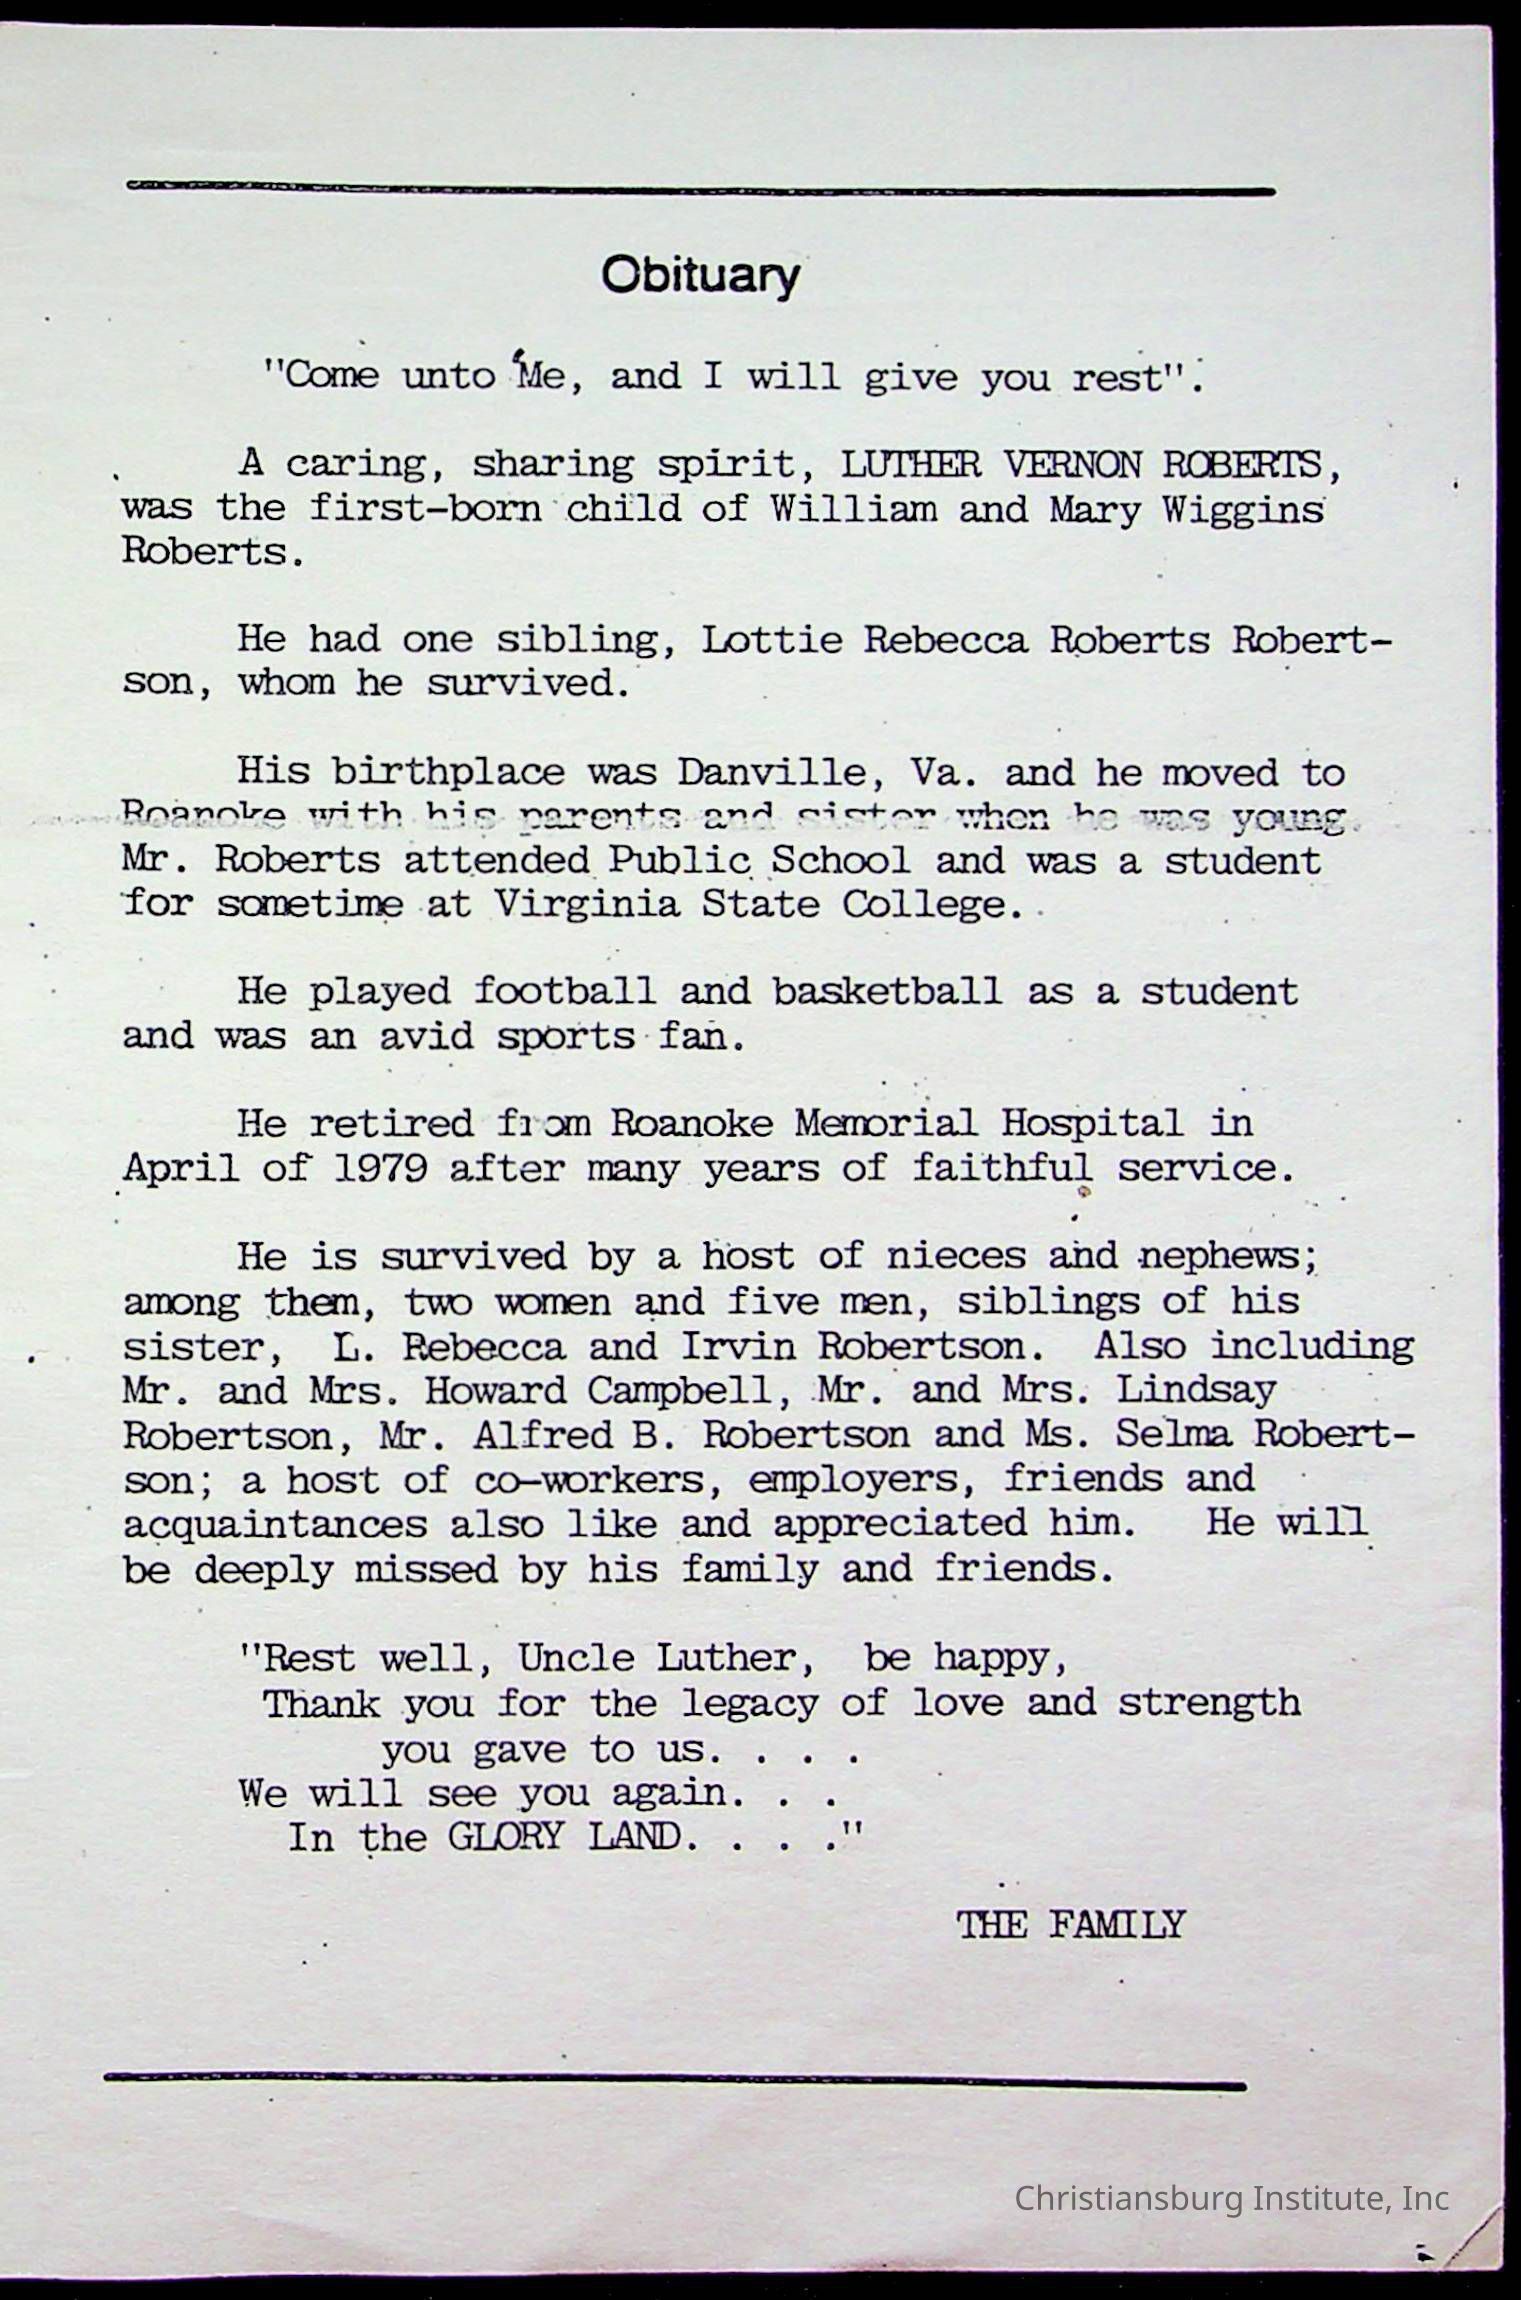 Obituary
"Come unto Me, and I will give you rest".
A caring, sharing spirit, LUTHER VERNON ROBERTS,
was the first-born child of William and Mary Wiggins
Roberts.
He had one sibling, Lottie Rebecca Roberts Robert-
son, whom he survived.
His birthplace was Danville, Va. and he moved to
Roanoke with his parents and sister when he was young.
Mr. Roberts attended Public School and was a student
for sometime at Virginia State College.
He played football and basketball as a student
and was an avid sports fan.
He retired from Roanoke Memorial Hospital in
April of 1979 after many years of faithful service.
He is survived by a host of nieces and nephews;
among them, two women and five men, siblings of his
sister, L. Rebecca and Irvin Robertson. Also including
Mr. and Mrs. Howard Campbell, Mr. and Mrs. Lindsay
Robertson, Mr. Alfred B. Robertson and Ms. Selma Robert-
son; a host of co-workers, employers, friends and
acquaintances also like and appreciated him. He will
be deeply missed by his family and friends.
"Rest well, Uncle Luther, be happy,
Thank you for the legacy of love and strength
you gave to us. . . .
We will see you again. . .
In the GLORY LAND. . . ."
THE FAMILY
Christiansburg Institute, Inc